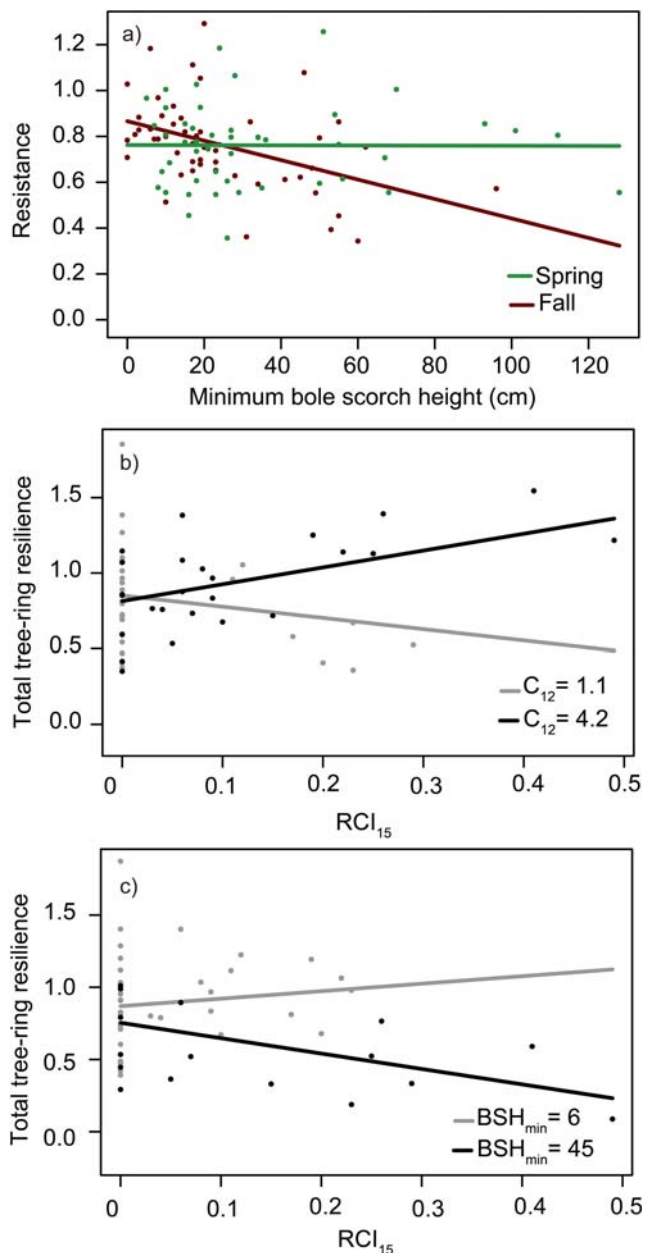 a)
1.2
1.0
0.8
0.6
0.4
0.2
0.0
Resistance
Spring
Fall
0 20 40 60 80 100 120
Minimum bole scorch height (cm)
b)
1.5
1.0
0.5
0.0
Total tree-ring resilience
C12= 1.1
C12= 4.2
0 0.1 0.2 0.3 0.4 0.5
RCI15
c)
1.5
1.0
0.5
0.0
Total tree-ring resilience
BSHmin= 6
BSHmin= 45
0 0.1 0.2 0.3 0.4 0.5
RCI15